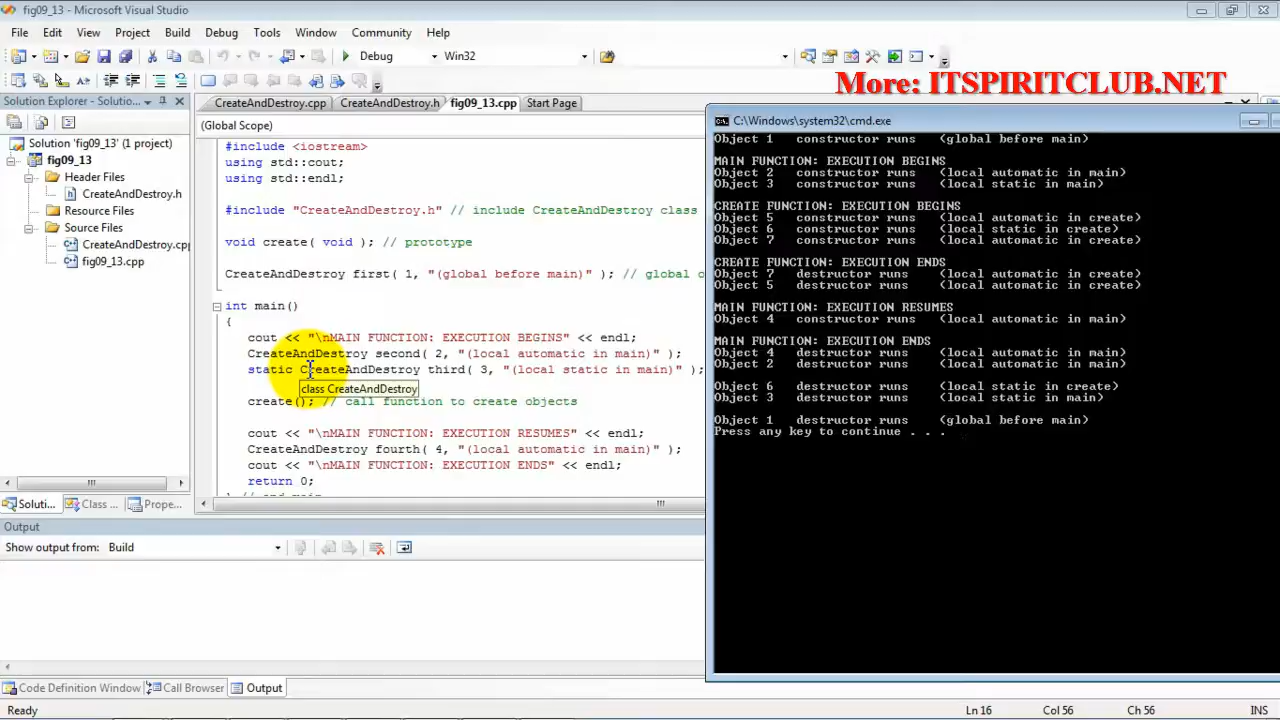 fig09_13 - Microsoft Visual Studio
File Edit View Project Build Debug Tools Window Community Help
Debug Win32
More: ITSPIRITCLUB.NET
Solution Explorer - Solutio...
CreateAndDestroy.cpp CreateAndDestroy.h fig09_13.cpp Start Page
(Global Scope)
Solution 'fig09_13' (1 project)
fig09_13
Header Files
CreateAndDestroy.h
Resource Files
Source Files
CreateAndDestroy.cpp
fig09_13.cpp
Soluti... Class ... Prope...
#include <iostream>
using std::cout;
using std::endl;
#include "CreateAndDestroy.h" // include CreateAndDestroy class
void create( void ); // prototype
CreateAndDestroy first( 1, "(global before main)" ); // global o
int main()
{
cout << "\nMAIN FUNCTION: EXECUTION BEGINS" << endl;
CreateAndDestroy second( 2, "(local automatic in main)" );
static CreateAndDestroy third( 3, "(local static in main)" );
class CreateAndDestroy
create(); // call function to create objects
cout << "\nMAIN FUNCTION: EXECUTION RESUMES" << endl;
CreateAndDestroy fourth( 4, "(local automatic in main)" );
cout << "\nMAIN FUNCTION: EXECUTION ENDS" << endl;
return 0;
} // end main
C:\Windows\system32\cmd.exe
Object 1 constructor runs (global before main)
MAIN FUNCTION: EXECUTION BEGINS
Object 2 constructor runs (local automatic in main)
Object 3 constructor runs (local static in main)
CREATE FUNCTION: EXECUTION BEGINS
Object 5 constructor runs (local automatic in create)
Object 6 constructor runs (local static in create)
Object 7 constructor runs (local automatic in create)
CREATE FUNCTION: EXECUTION ENDS
Object 7 destructor runs (local automatic in create)
Object 5 destructor runs (local automatic in create)
MAIN FUNCTION: EXECUTION RESUMES
Object 4 constructor runs (local automatic in main)
MAIN FUNCTION: EXECUTION ENDS
Object 4 destructor runs (local automatic in main)
Object 2 destructor runs (local automatic in main)
Object 6 destructor runs (local static in create)
Object 3 destructor runs (local static in main)
Object 1 destructor runs (global before main)
Press any key to continue . . .
Output
Show output from: Build
Code Definition Window Call Browser Output
Ready Ln 16 Col 56 Ch 56 INS